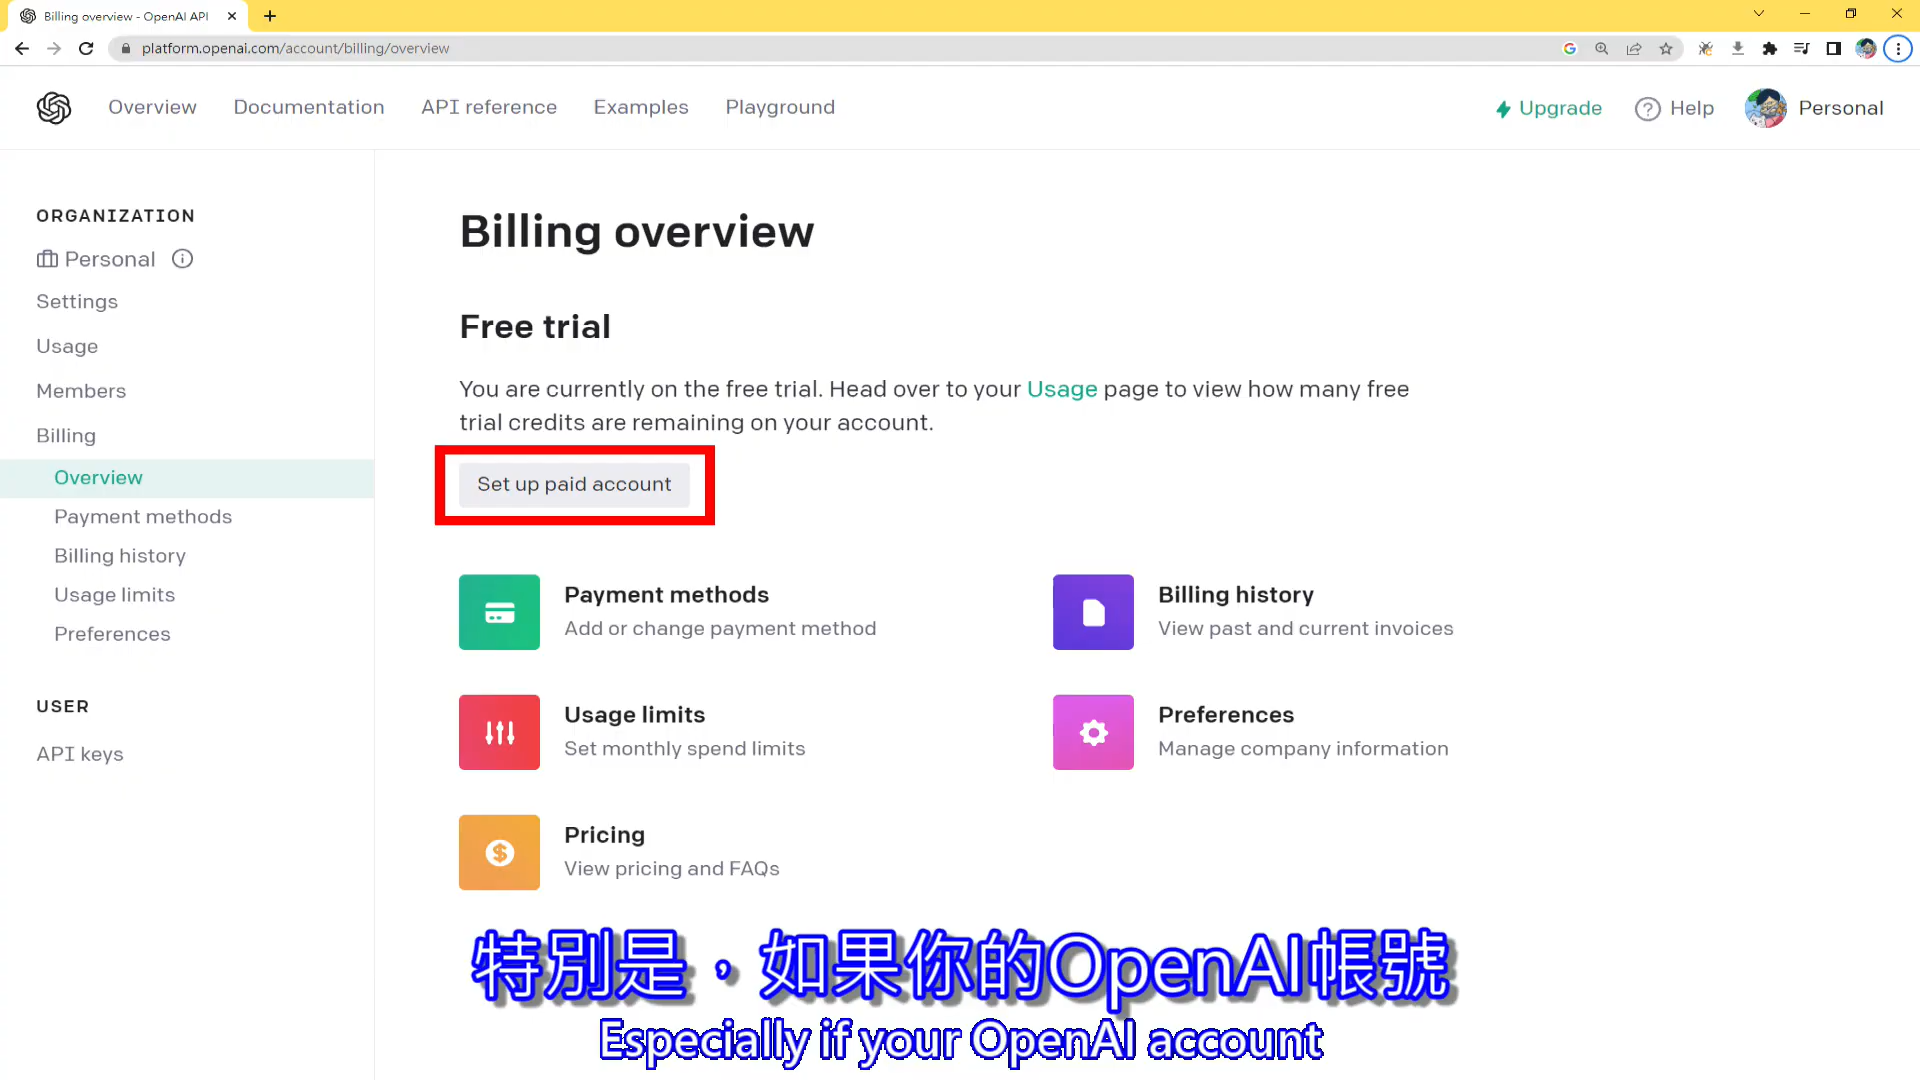 Billing overview - OpenAI API
platform.openai.com/account/billing/overview
Overview
Documentation
API reference
Examples
Playground
Upgrade
Help
Personal
ORGANIZATION
Personal
Settings
Usage
Members
Billing
Overview
Payment methods
Billing history
Usage limits
Preferences
USER
API keys
Billing overview
Free trial
You are currently on the free trial. Head over to your Usage page to view how many free
trial credits are remaining on your account.
Set up paid account
Payment methods
Add or change payment method
Billing history
View past and current invoices
Usage limits
Set monthly spend limits
Preferences
Manage company information
Pricing
View pricing and FAQs
特別是，如果你的OpenAI帳號
Especially if your OpenAI account